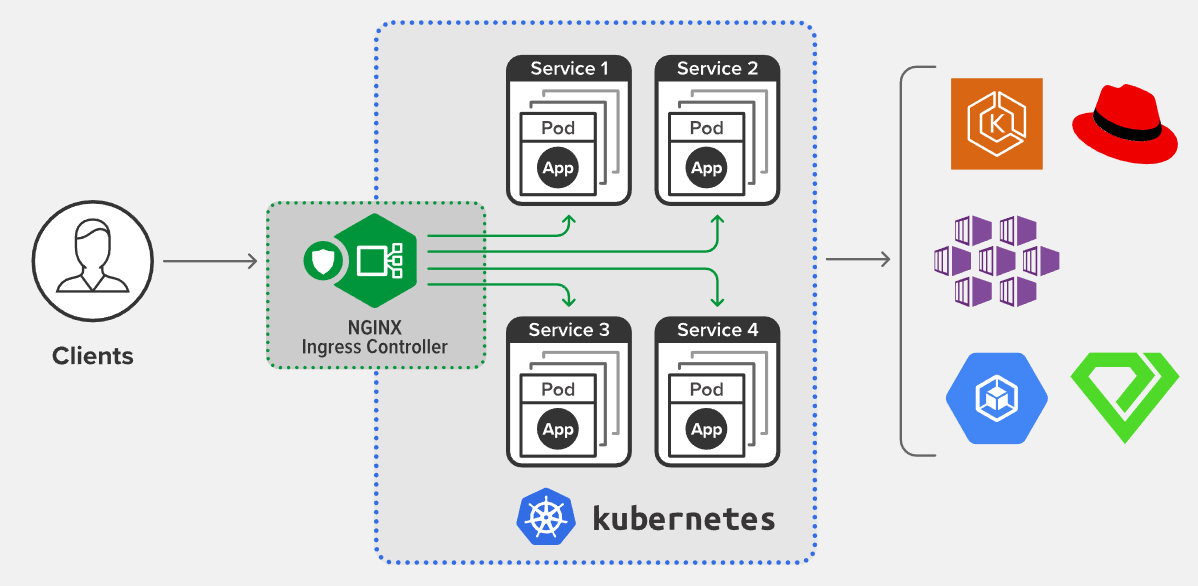 Service 1
Pod
App
Service 2
Pod
App
Clients
NGINX
Ingress Controller
Service 3
Pod
App
Service 4
Pod
App
kubernetes
K